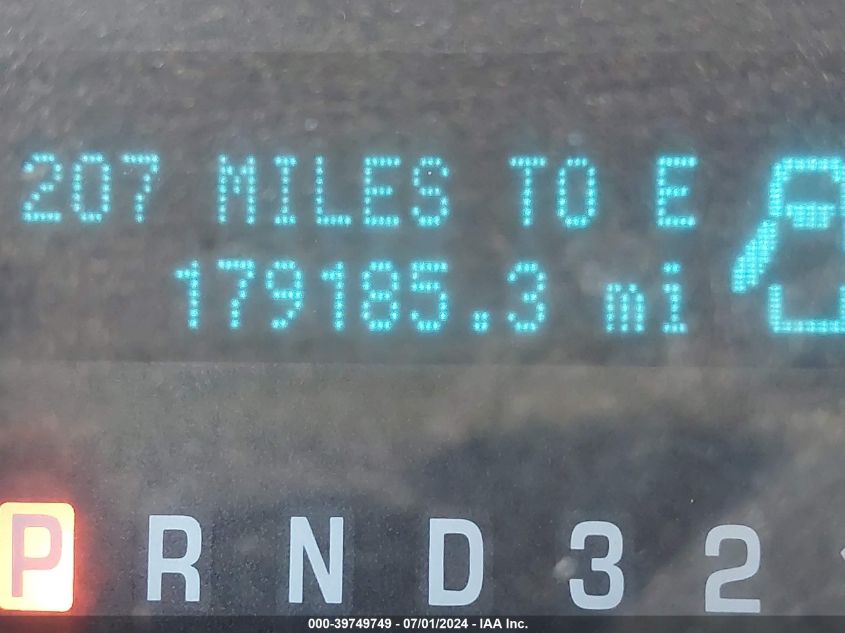 207 MILES TO E
179185.3 mi
P R N D 3 2
000-39749749 - 07/01/2024 - IAA Inc.